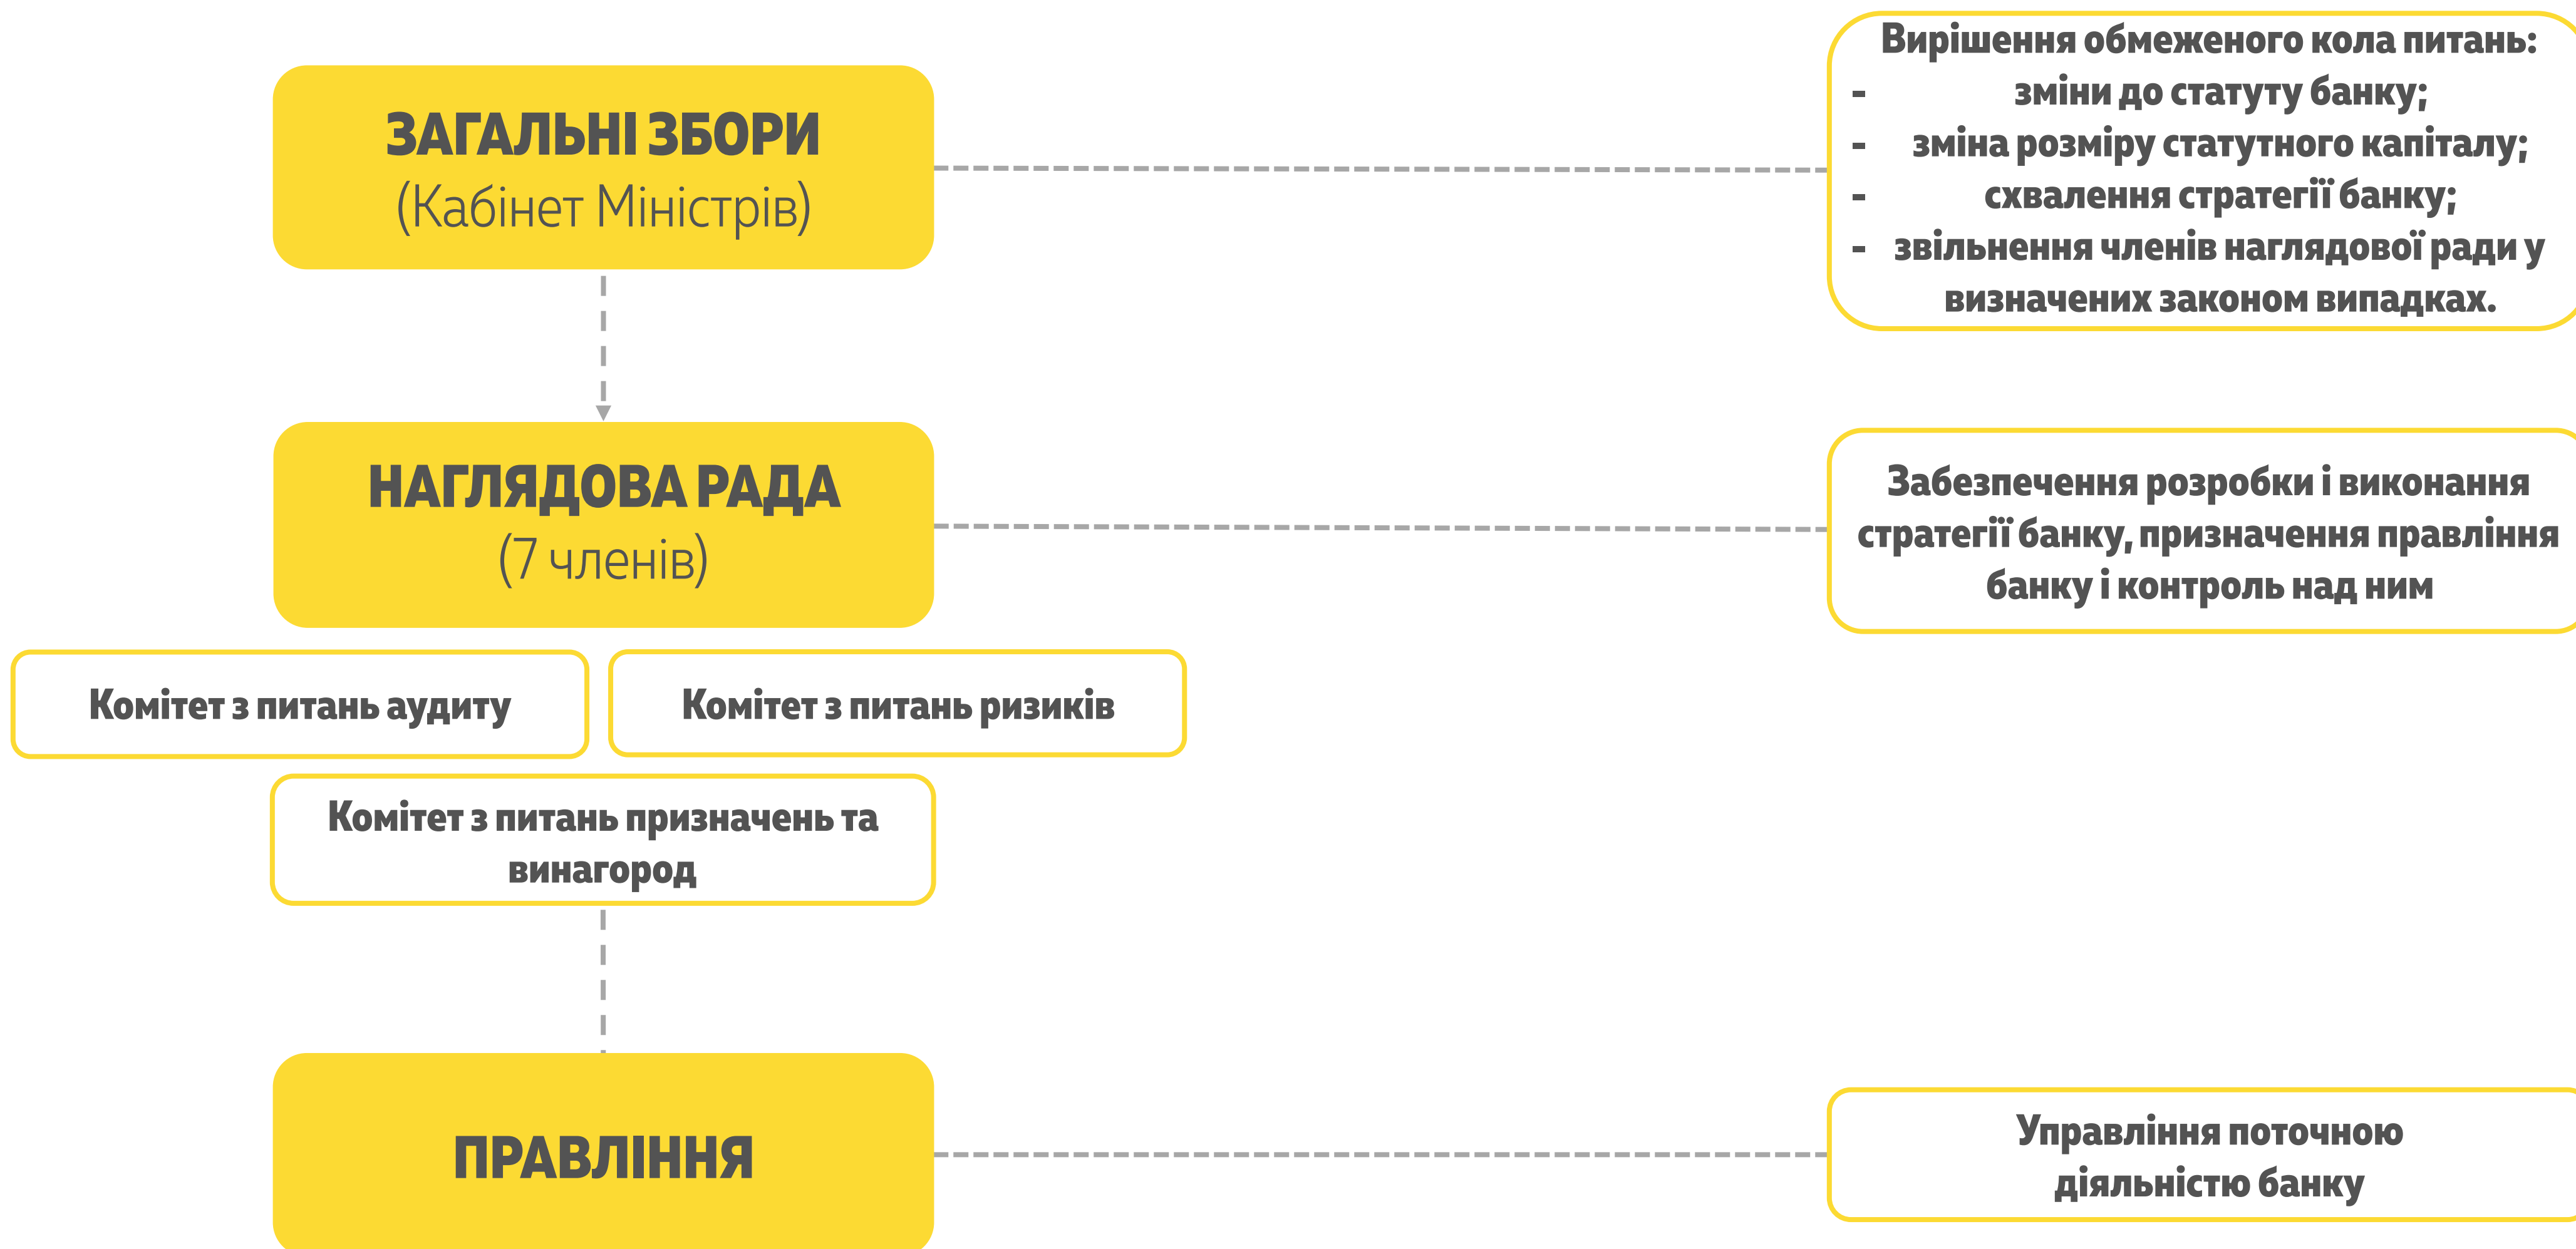 ЗАГАЛЬНІ ЗБОРИ
(Кабінет Міністрів)
Вирішення обмеженого кола питань:
- зміни до статуту банку;
- зміна розміру статутного капіталу;
- схвалення стратегії банку;
- звільнення членів наглядової ради у
визначених законом випадках.
НАГЛЯДОВА РАДА
(7 членів)
Забезпечення розробки і виконання
стратегії банку, призначення правління
банку і контроль над ним
Комітет з питань аудиту
Комітет з питань ризиків
Комітет з питань призначень та
винагород
ПРАВЛІННЯ
Управління поточною
діяльністю банку